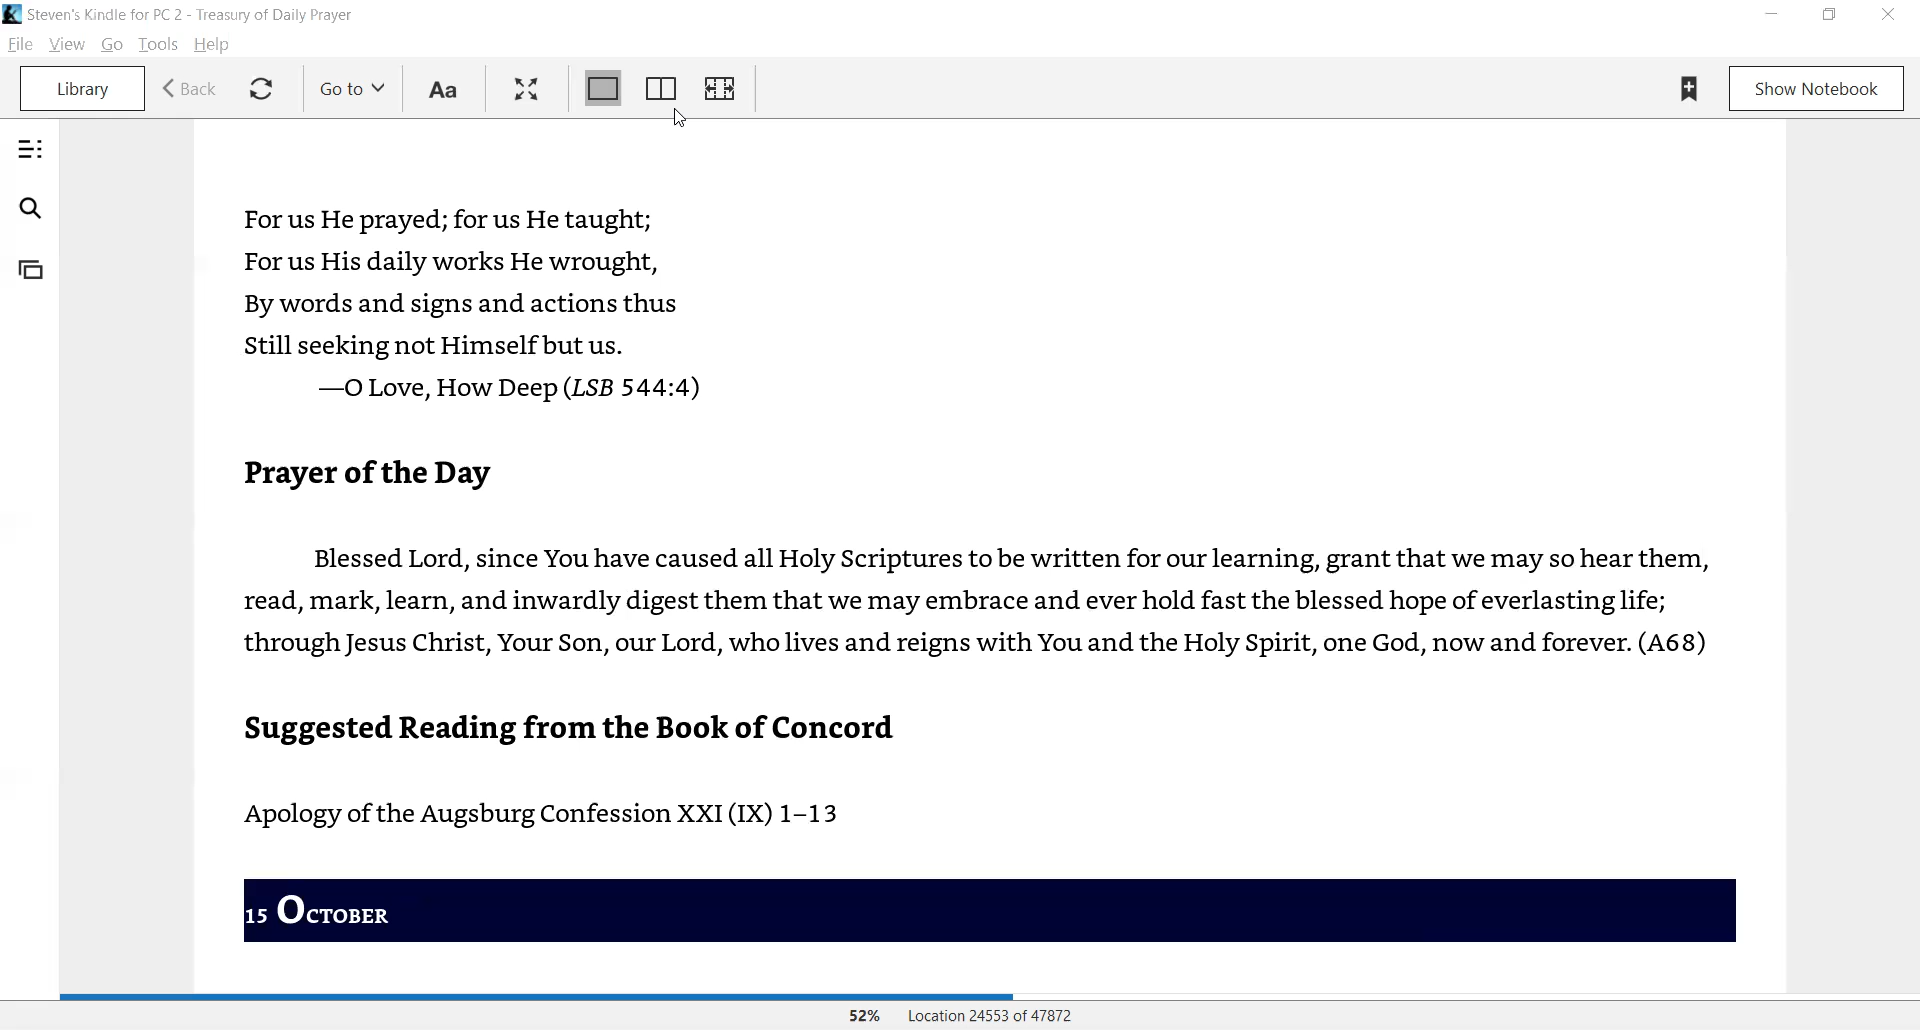 Steven's Kindle for PC 2 - Treasury of Daily Prayer
File View Go Tools Help
Library Back Go to Aa Show Notebook
For us He prayed; for us He taught;
For us His daily works He wrought,
By words and signs and actions thus
Still seeking not Himself but us.
—O Love, How Deep (LSB 544:4)
Prayer of the Day
Blessed Lord, since You have caused all Holy Scriptures to be written for our learning, grant that we may so hear them,
read, mark, learn, and inwardly digest them that we may embrace and ever hold fast the blessed hope of everlasting life;
through Jesus Christ, Your Son, our Lord, who lives and reigns with You and the Holy Spirit, one God, now and forever. (A68)
Suggested Reading from the Book of Concord
Apology of the Augsburg Confession XXI (IX) 1–13
15 October
52% Location 24553 of 47872